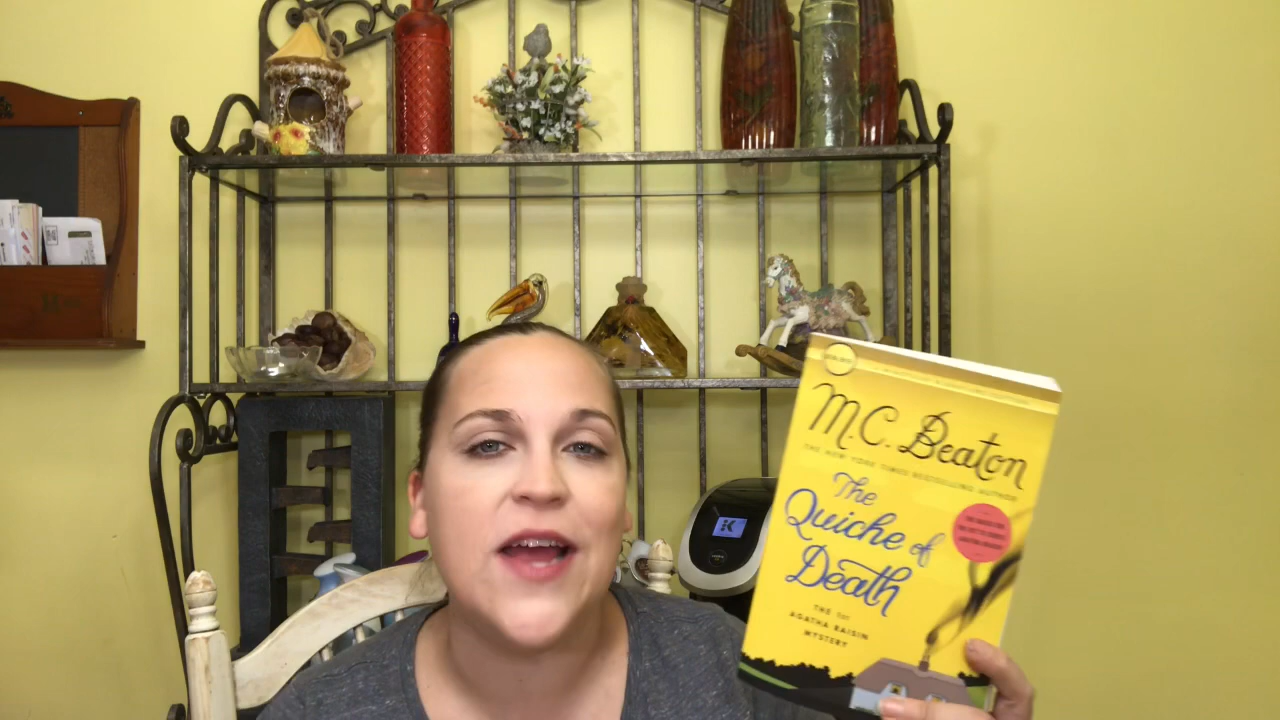 M.C. Beaton
THE NEW YORK TIMES BESTSELLING AUTHOR
The
Quiche of
Death
THE 1ST
AGATHA RAISIN
MYSTERY
K